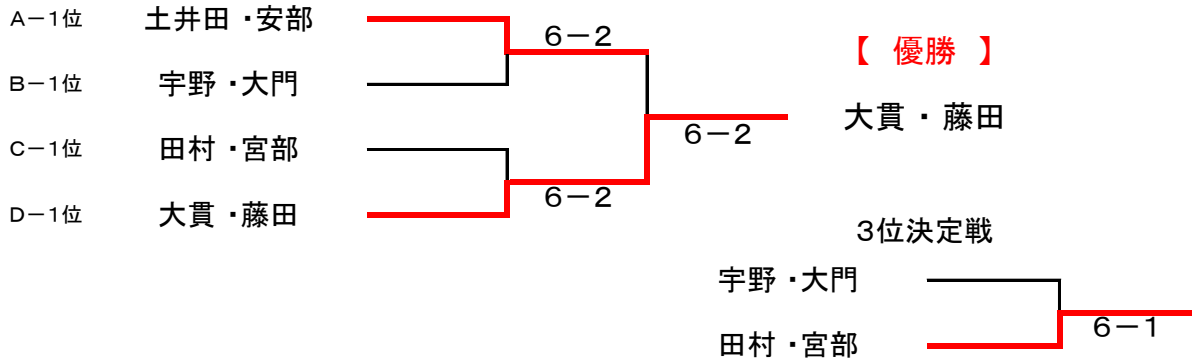 A－1位 土井田・安部
6－2
【 優勝 】
B－1位 宇野・大門
大貫・藤田
6－2
C－1位 田村・宮部
6－2
D－1位 大貫・藤田
3位決定戦
宇野・大門
6－1
田村・宮部